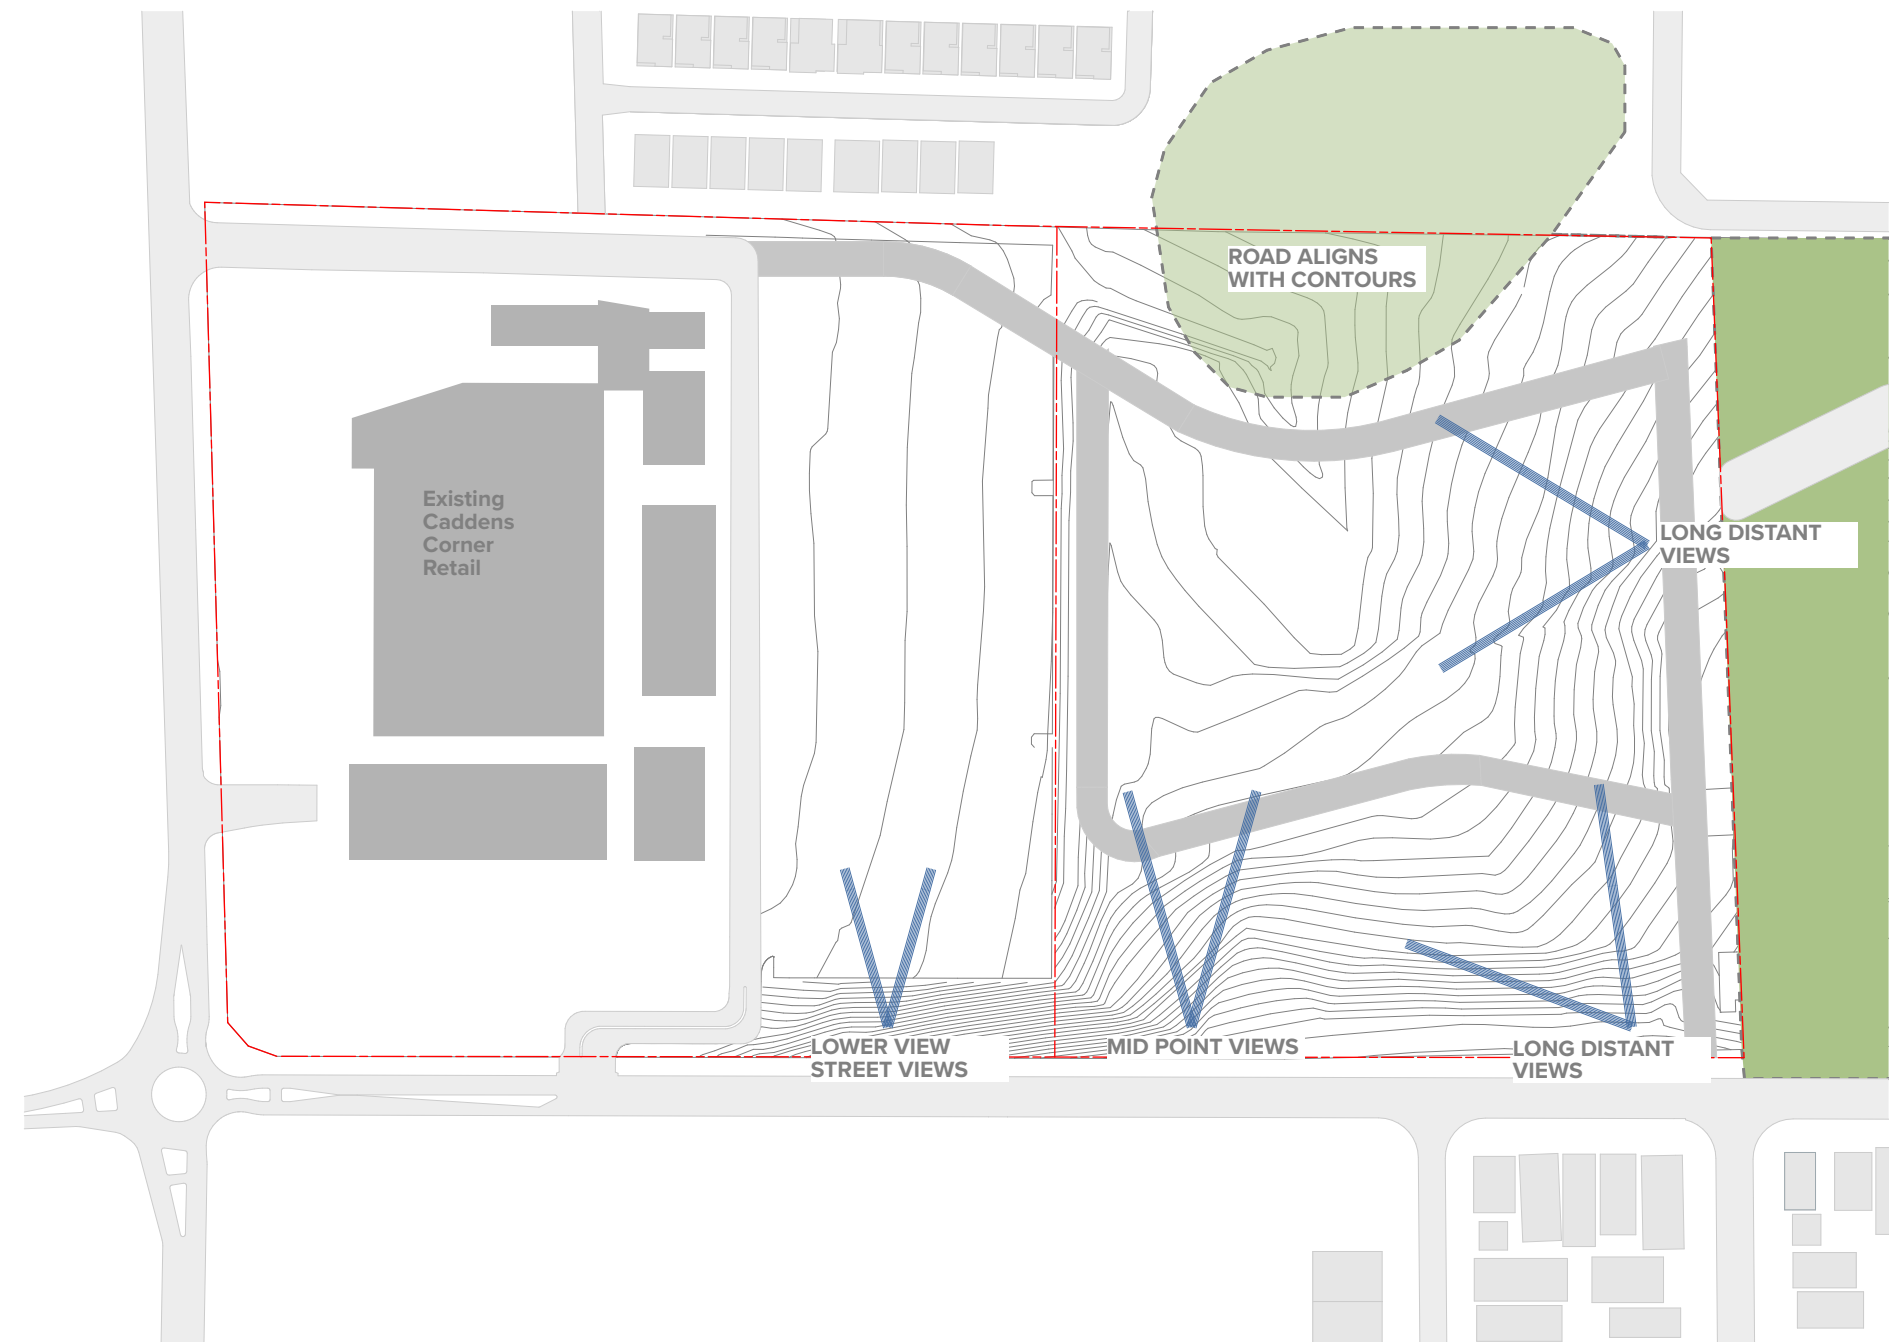 ROAD ALIGNS
WITH CONTOURS
Existing
Caddens
Corner
Retail
LONG DISTANT
VIEWS
LOWER VIEW
STREET VIEWS
MID POINT VIEWS
LONG DISTANT
VIEWS